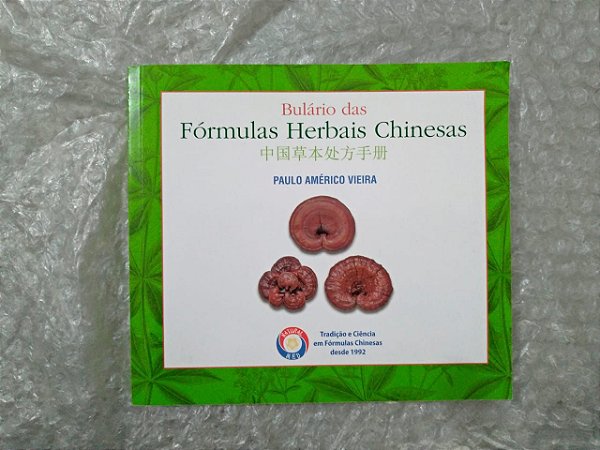 Bulário das
Fórmulas Herbais Chinesas
中国草本处方手册
PAULO AMÉRICO VIEIRA
Tradição e Ciência
em Fórmulas Chinesas
desde 1992
MED